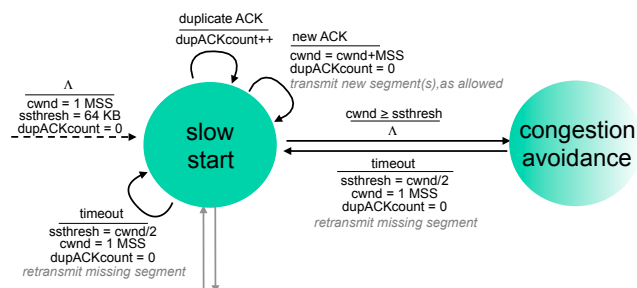 duplicate ACK
dupACKcount++
new ACK
cwnd = cwnd+MSS
dupACKcount = 0
transmit new segment(s),as allowed
Λ
cwnd = 1 MSS
ssthresh = 64 KB
dupACKcount = 0
slow
start
cwnd ≥ ssthresh
Λ
congestion
avoidance
timeout
ssthresh = cwnd/2
cwnd = 1 MSS
dupACKcount = 0
retransmit missing segment
timeout
ssthresh = cwnd/2
cwnd = 1 MSS
dupACKcount = 0
retransmit missing segment